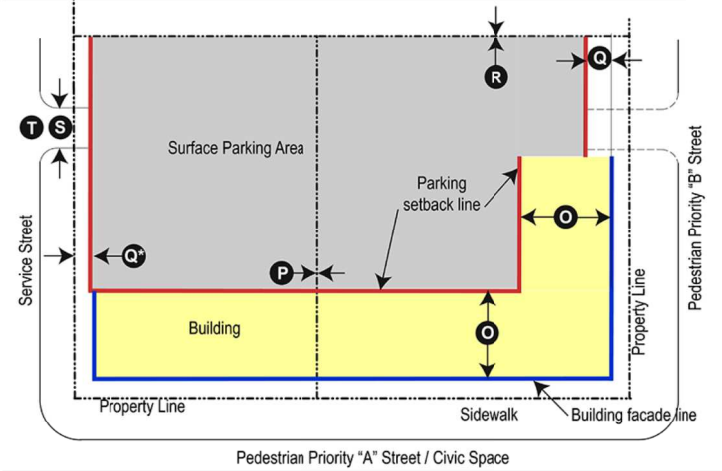 Q
R
T S
Surface Parking Area
Parking
setback line
Pedestrian Priority “B” Street
O
Service Street
Q*
P
Property Line
Building
O
Property Line
Sidewalk
Building facade line
Pedestrian Priority “A” Street / Civic Space